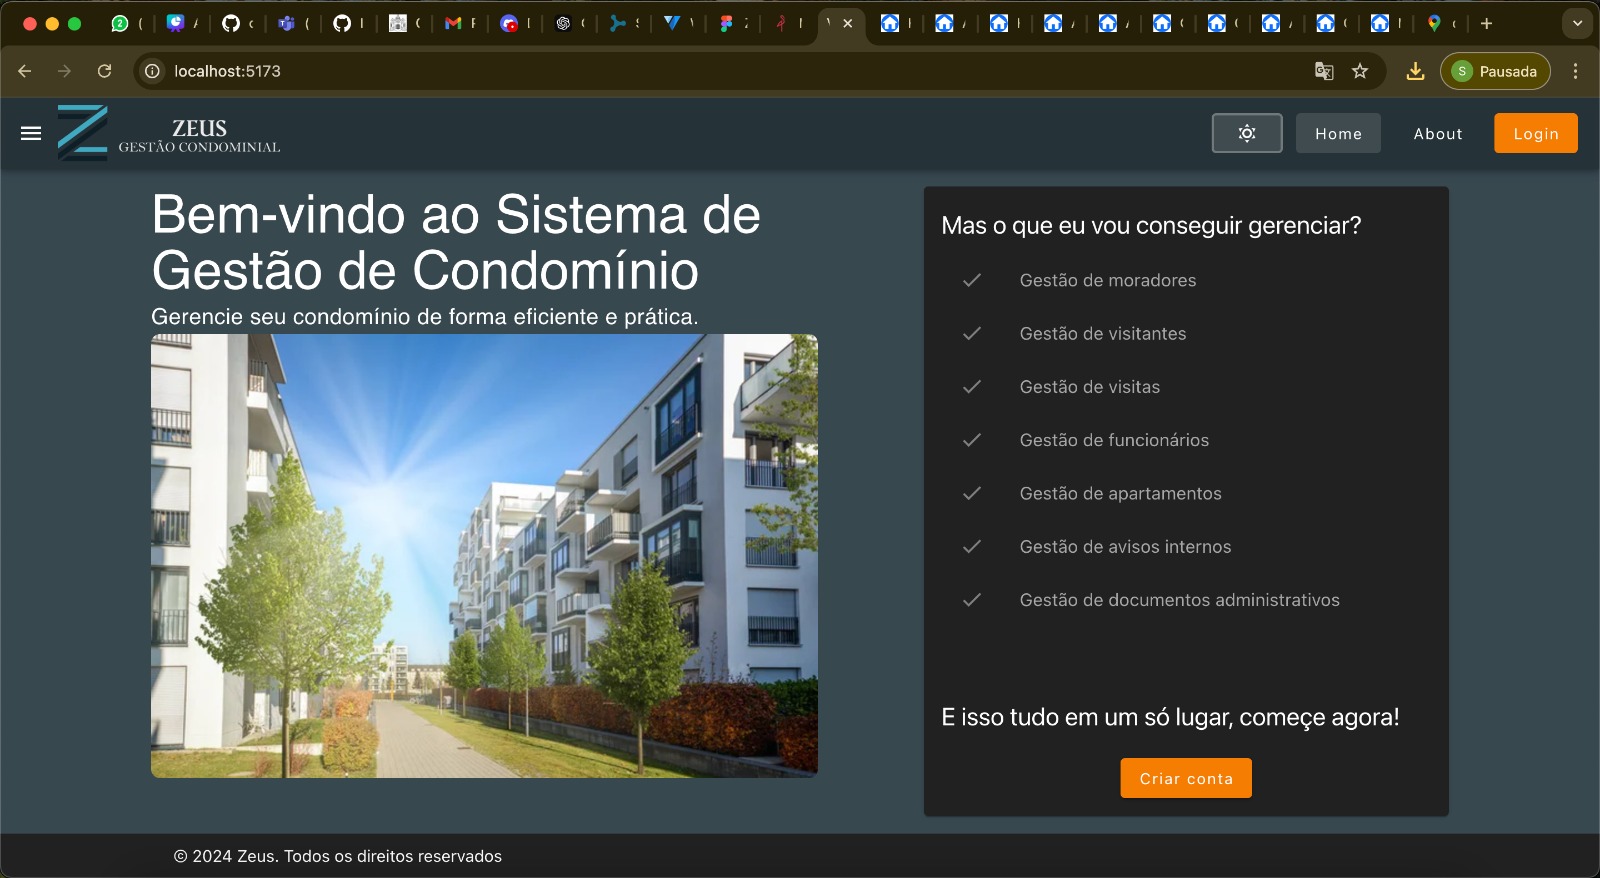 2
localhost:5173
S
Pausada
ZEUS
GESTÃO CONDOMINIAL
Home
About
Login
Bem-vindo ao Sistema de
Gestão de Condomínio
Gerencie seu condomínio de forma eficiente e prática.
Mas o que eu vou conseguir gerenciar?
Gestão de moradores
Gestão de visitantes
Gestão de visitas
Gestão de funcionários
Gestão de apartamentos
Gestão de avisos internos
Gestão de documentos administrativos
E isso tudo em um só lugar, começe agora!
Criar conta
© 2024 Zeus. Todos os direitos reservados